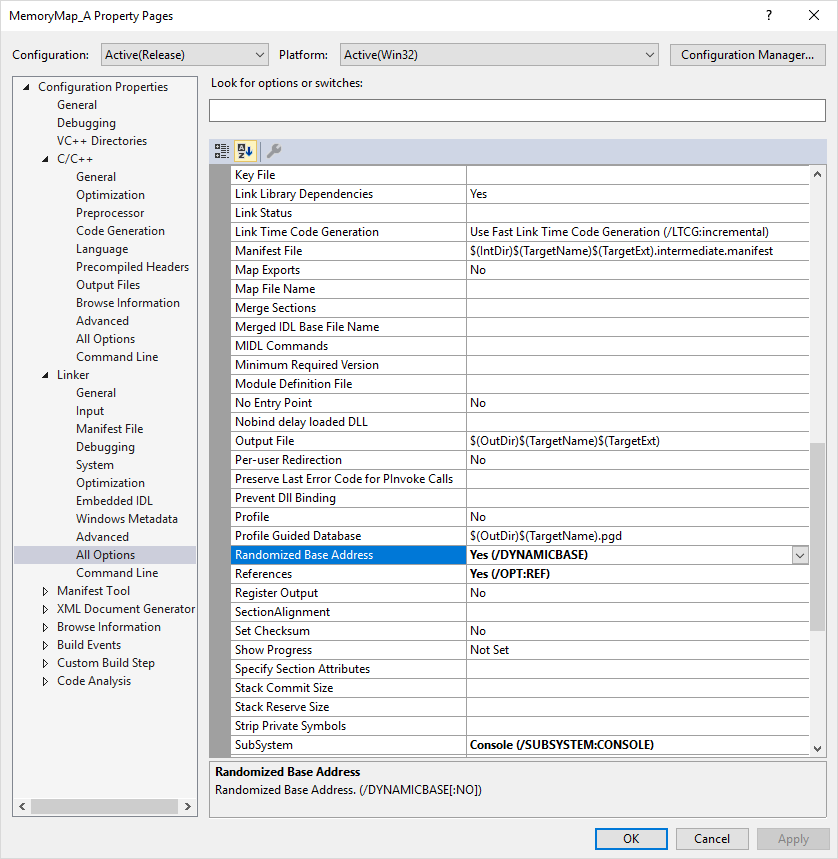 MemoryMap_A Property Pages
?
Configuration: Active(Release) Platform: Active(Win32) Configuration Manager...
Configuration Properties
General
Debugging
VC++ Directories
C/C++
General
Optimization
Preprocessor
Code Generation
Language
Precompiled Headers
Output Files
Browse Information
Advanced
All Options
Command Line
Linker
General
Input
Manifest File
Debugging
System
Optimization
Embedded IDL
Windows Metadata
Advanced
All Options
Command Line
Manifest Tool
XML Document Generator
Browse Information
Build Events
Custom Build Step
Code Analysis
Look for options or switches:
Key File
Link Library Dependencies Yes
Link Status
Link Time Code Generation Use Fast Link Time Code Generation (/LTCG:incremental)
Manifest File $(IntDir)$(TargetName)$(TargetExt).intermediate.manifest
Map Exports No
Map File Name
Merge Sections
Merged IDL Base File Name
MIDL Commands
Minimum Required Version
Module Definition File
No Entry Point No
Nobind delay loaded DLL
Output File $(OutDir)$(TargetName)$(TargetExt)
Per-user Redirection No
Preserve Last Error Code for PInvoke Calls
Prevent Dll Binding
Profile No
Profile Guided Database $(OutDir)$(TargetName).pgd
Randomized Base Address Yes (/DYNAMICBASE)
References Yes (/OPT:REF)
Register Output No
SectionAlignment
Set Checksum No
Show Progress Not Set
Specify Section Attributes
Stack Commit Size
Stack Reserve Size
Strip Private Symbols
SubSystem Console (/SUBSYSTEM:CONSOLE)
Randomized Base Address
Randomized Base Address. (/DYNAMICBASE[:NO])
OK Cancel Apply